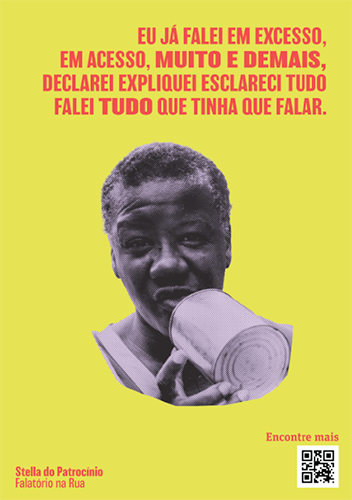 EU JÁ FALEI EM EXCESSO,
EM ACESSO, MUITO E DEMAIS,
DECLAREI EXPLIQUEI ESCLARECI TUDO
FALEI TUDO QUE TINHA QUE FALAR.
Encontre mais
Stella do Patrocínio
Falatório na Rua